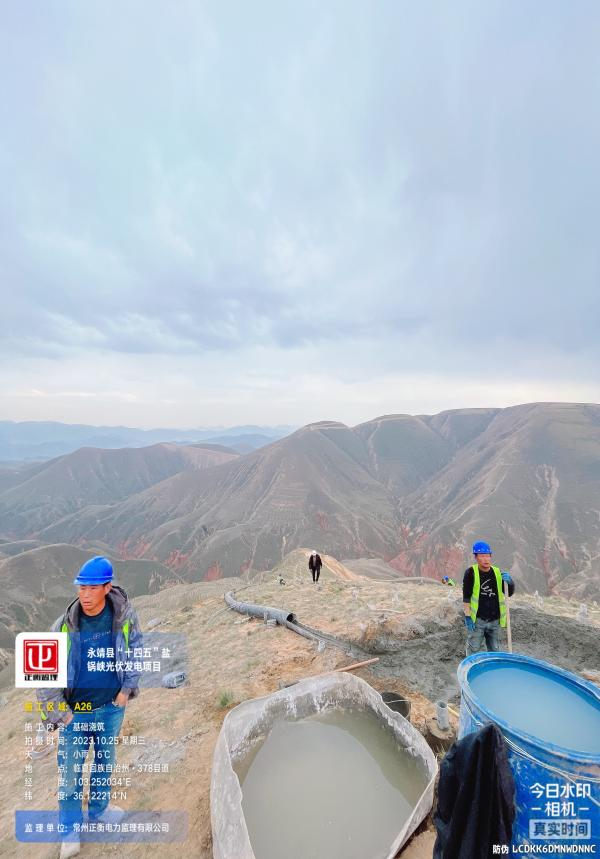 正衡管理
永靖县“十四五”盐
锅峡光伏发电项目
施工区域: A26
施工内容: 基础浇筑
拍摄时间: 2023.10.25 星期三
天气: 小雨 16℃
地点: 临夏回族自治州·378县道
经度: 103.252034°E
纬度: 36.122214°N
监理单位: 常州正衡电力监理有限公司
今日水印
-相机-
真实时间
防伪 LCDKK6DMNWDNNC